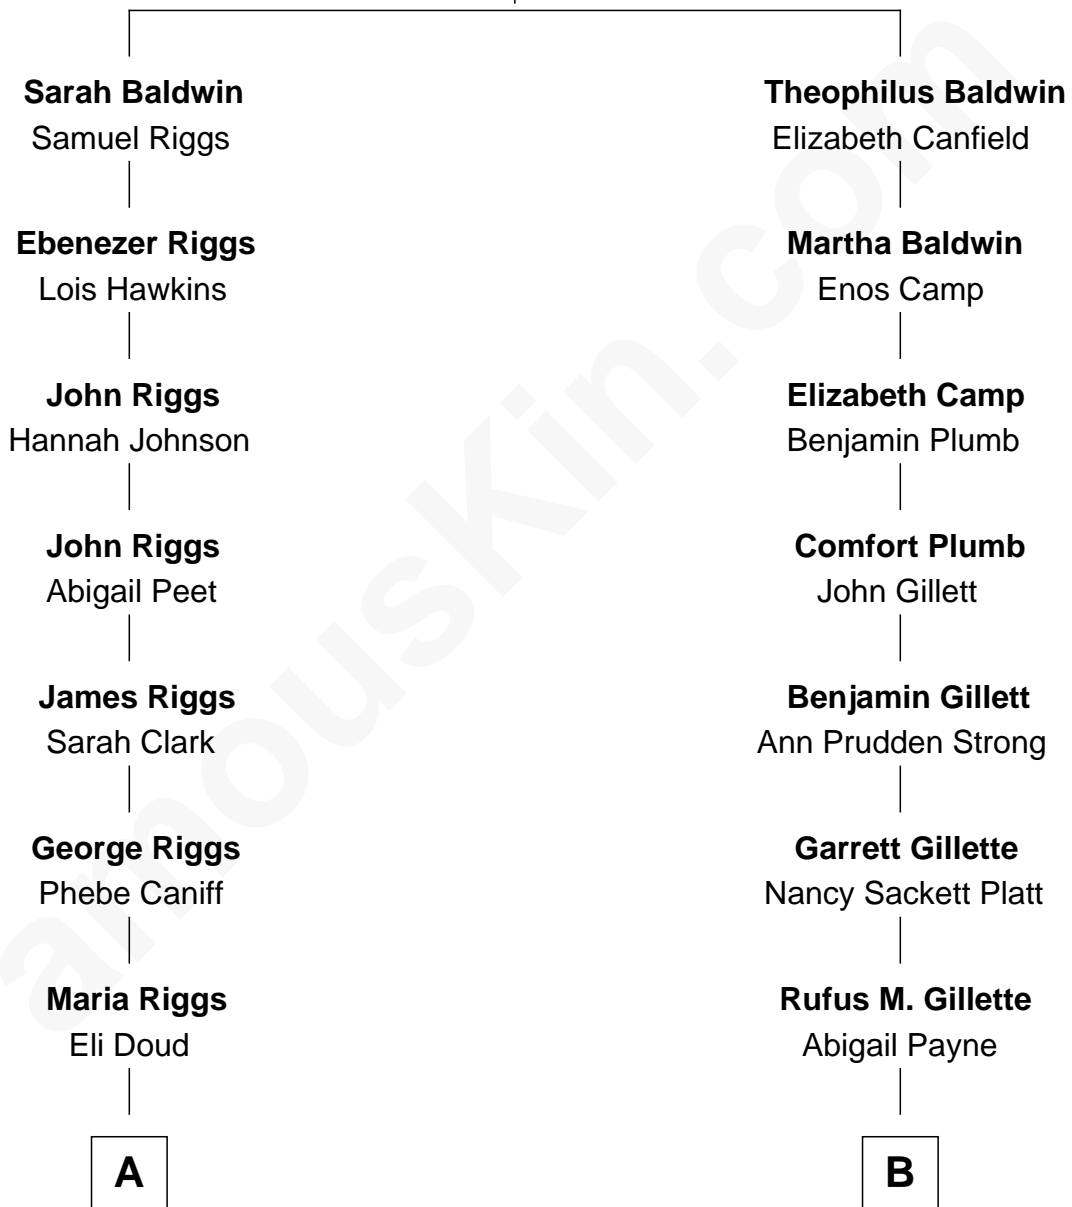 Sarah Baldwin
Samuel Riggs
Ebenezer Riggs
Lois Hawkins
John Riggs
Hannah Johnson
John Riggs
Abigail Peet
James Riggs
Sarah Clark
George Riggs
Phebe Caniff
Maria Riggs
Eli Doud
A
Theophilus Baldwin
Elizabeth Canfield
Martha Baldwin
Enos Camp
Elizabeth Camp
Benjamin Plumb
Comfort Plumb
John Gillett
Benjamin Gillett
Ann Prudden Strong
Garrett Gillette
Nancy Sackett Platt
Rufus M. Gillette
Abigail Payne
B
amouskin.com